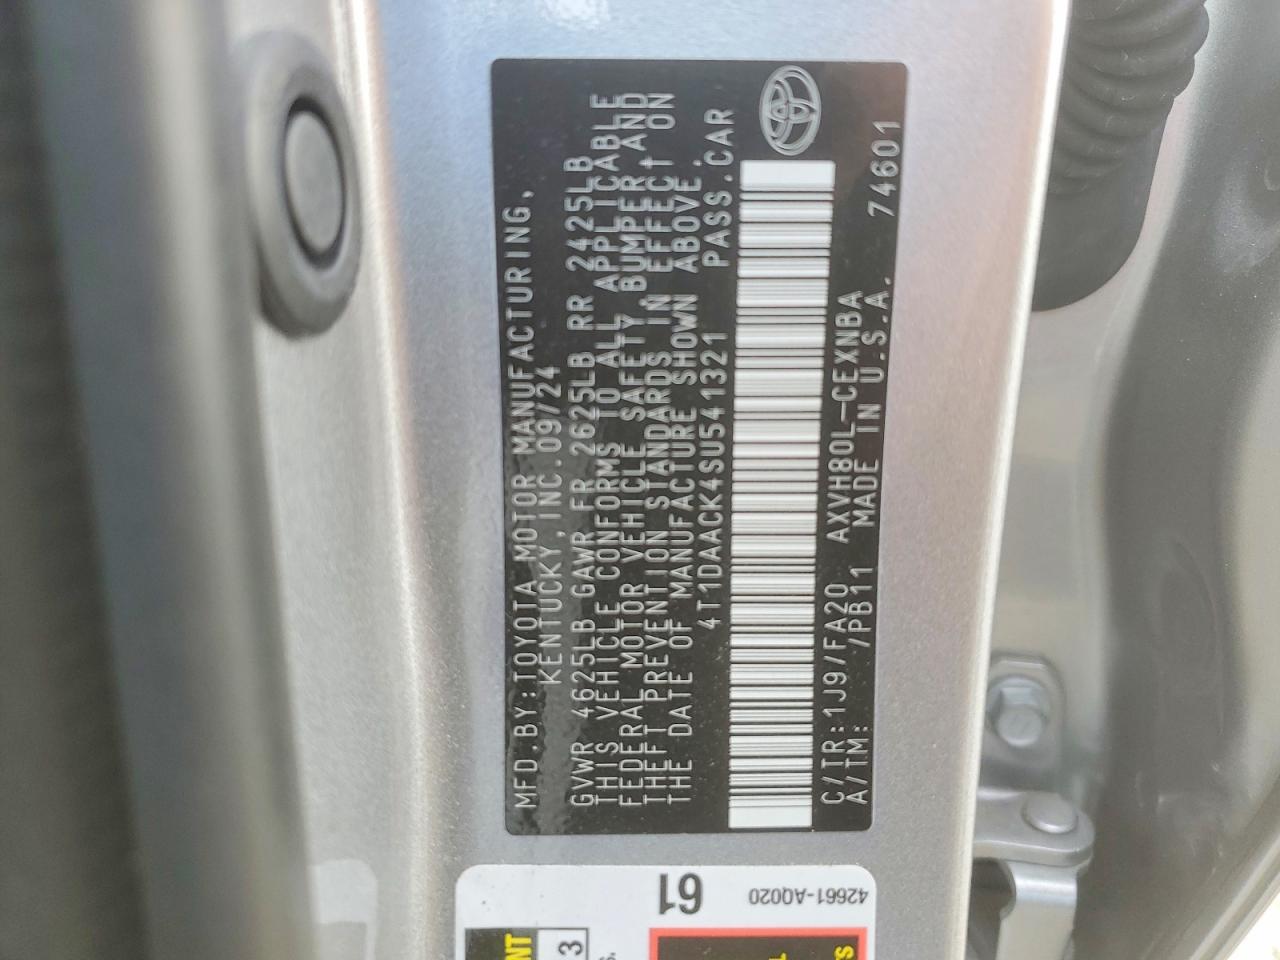 MFD.BY:TOYOTA MOTOR MANUFACTURING,
KENTUCKY,INC.09/24
GVWR 4625LB GAWR FR 2625LB RR 2425LB
THIS VEHICLE CONFORMS TO ALL APPLICABLE
FEDERAL MOTOR VEHICLE SAFETY,BUMPER,AND
THEFT PREVENTION STANDARDS IN EFFECT ON
THE DATE OF MANUFACTURE SHOWN ABOVE.
4T1DAACK4SU541321 PASS.CAR
C/TR:1J9/FA20 AXVH80L-CEXNBA
A/TM: /PB11 MADE IN U.S.A. 74601
61
42661-AQ020
3